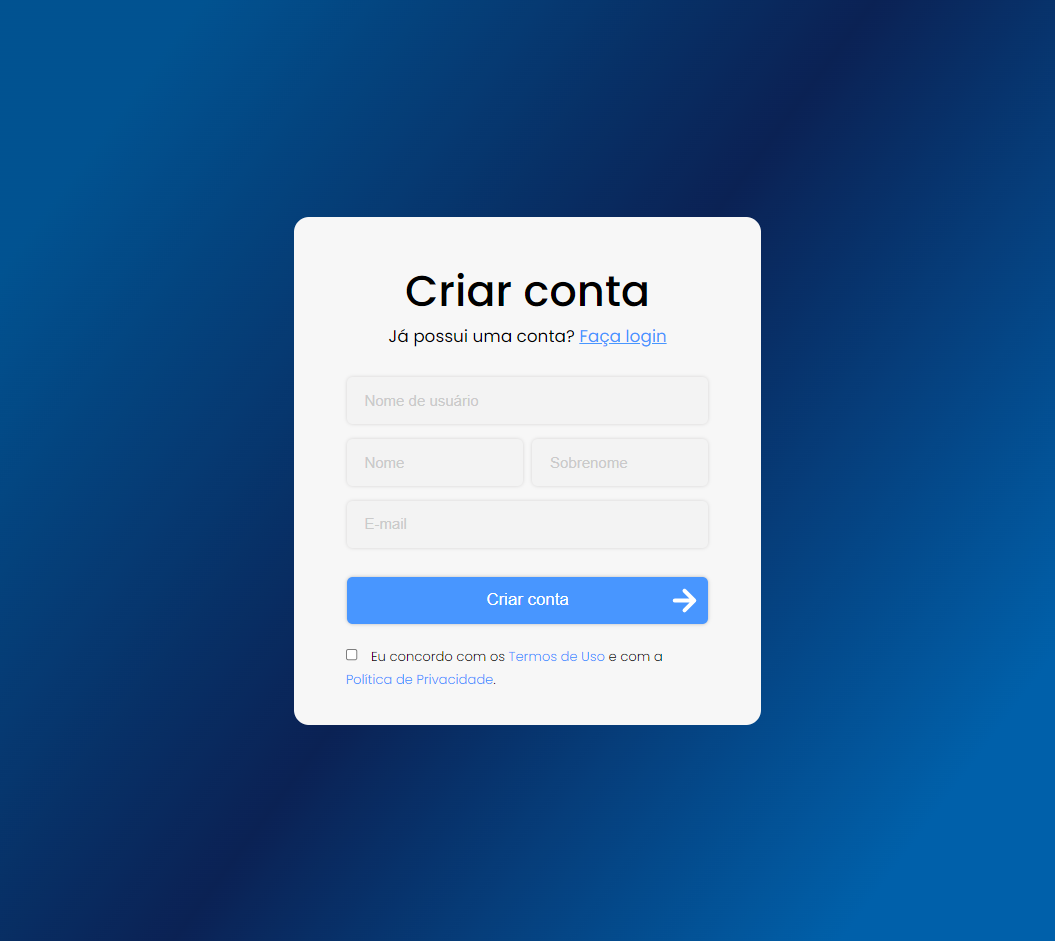 Criar conta
Já possui uma conta? Faça login
Nome de usuário
Nome Sobrenome
E-mail
Criar conta
Eu concordo com os Termos de Uso e com a
Política de Privacidade.